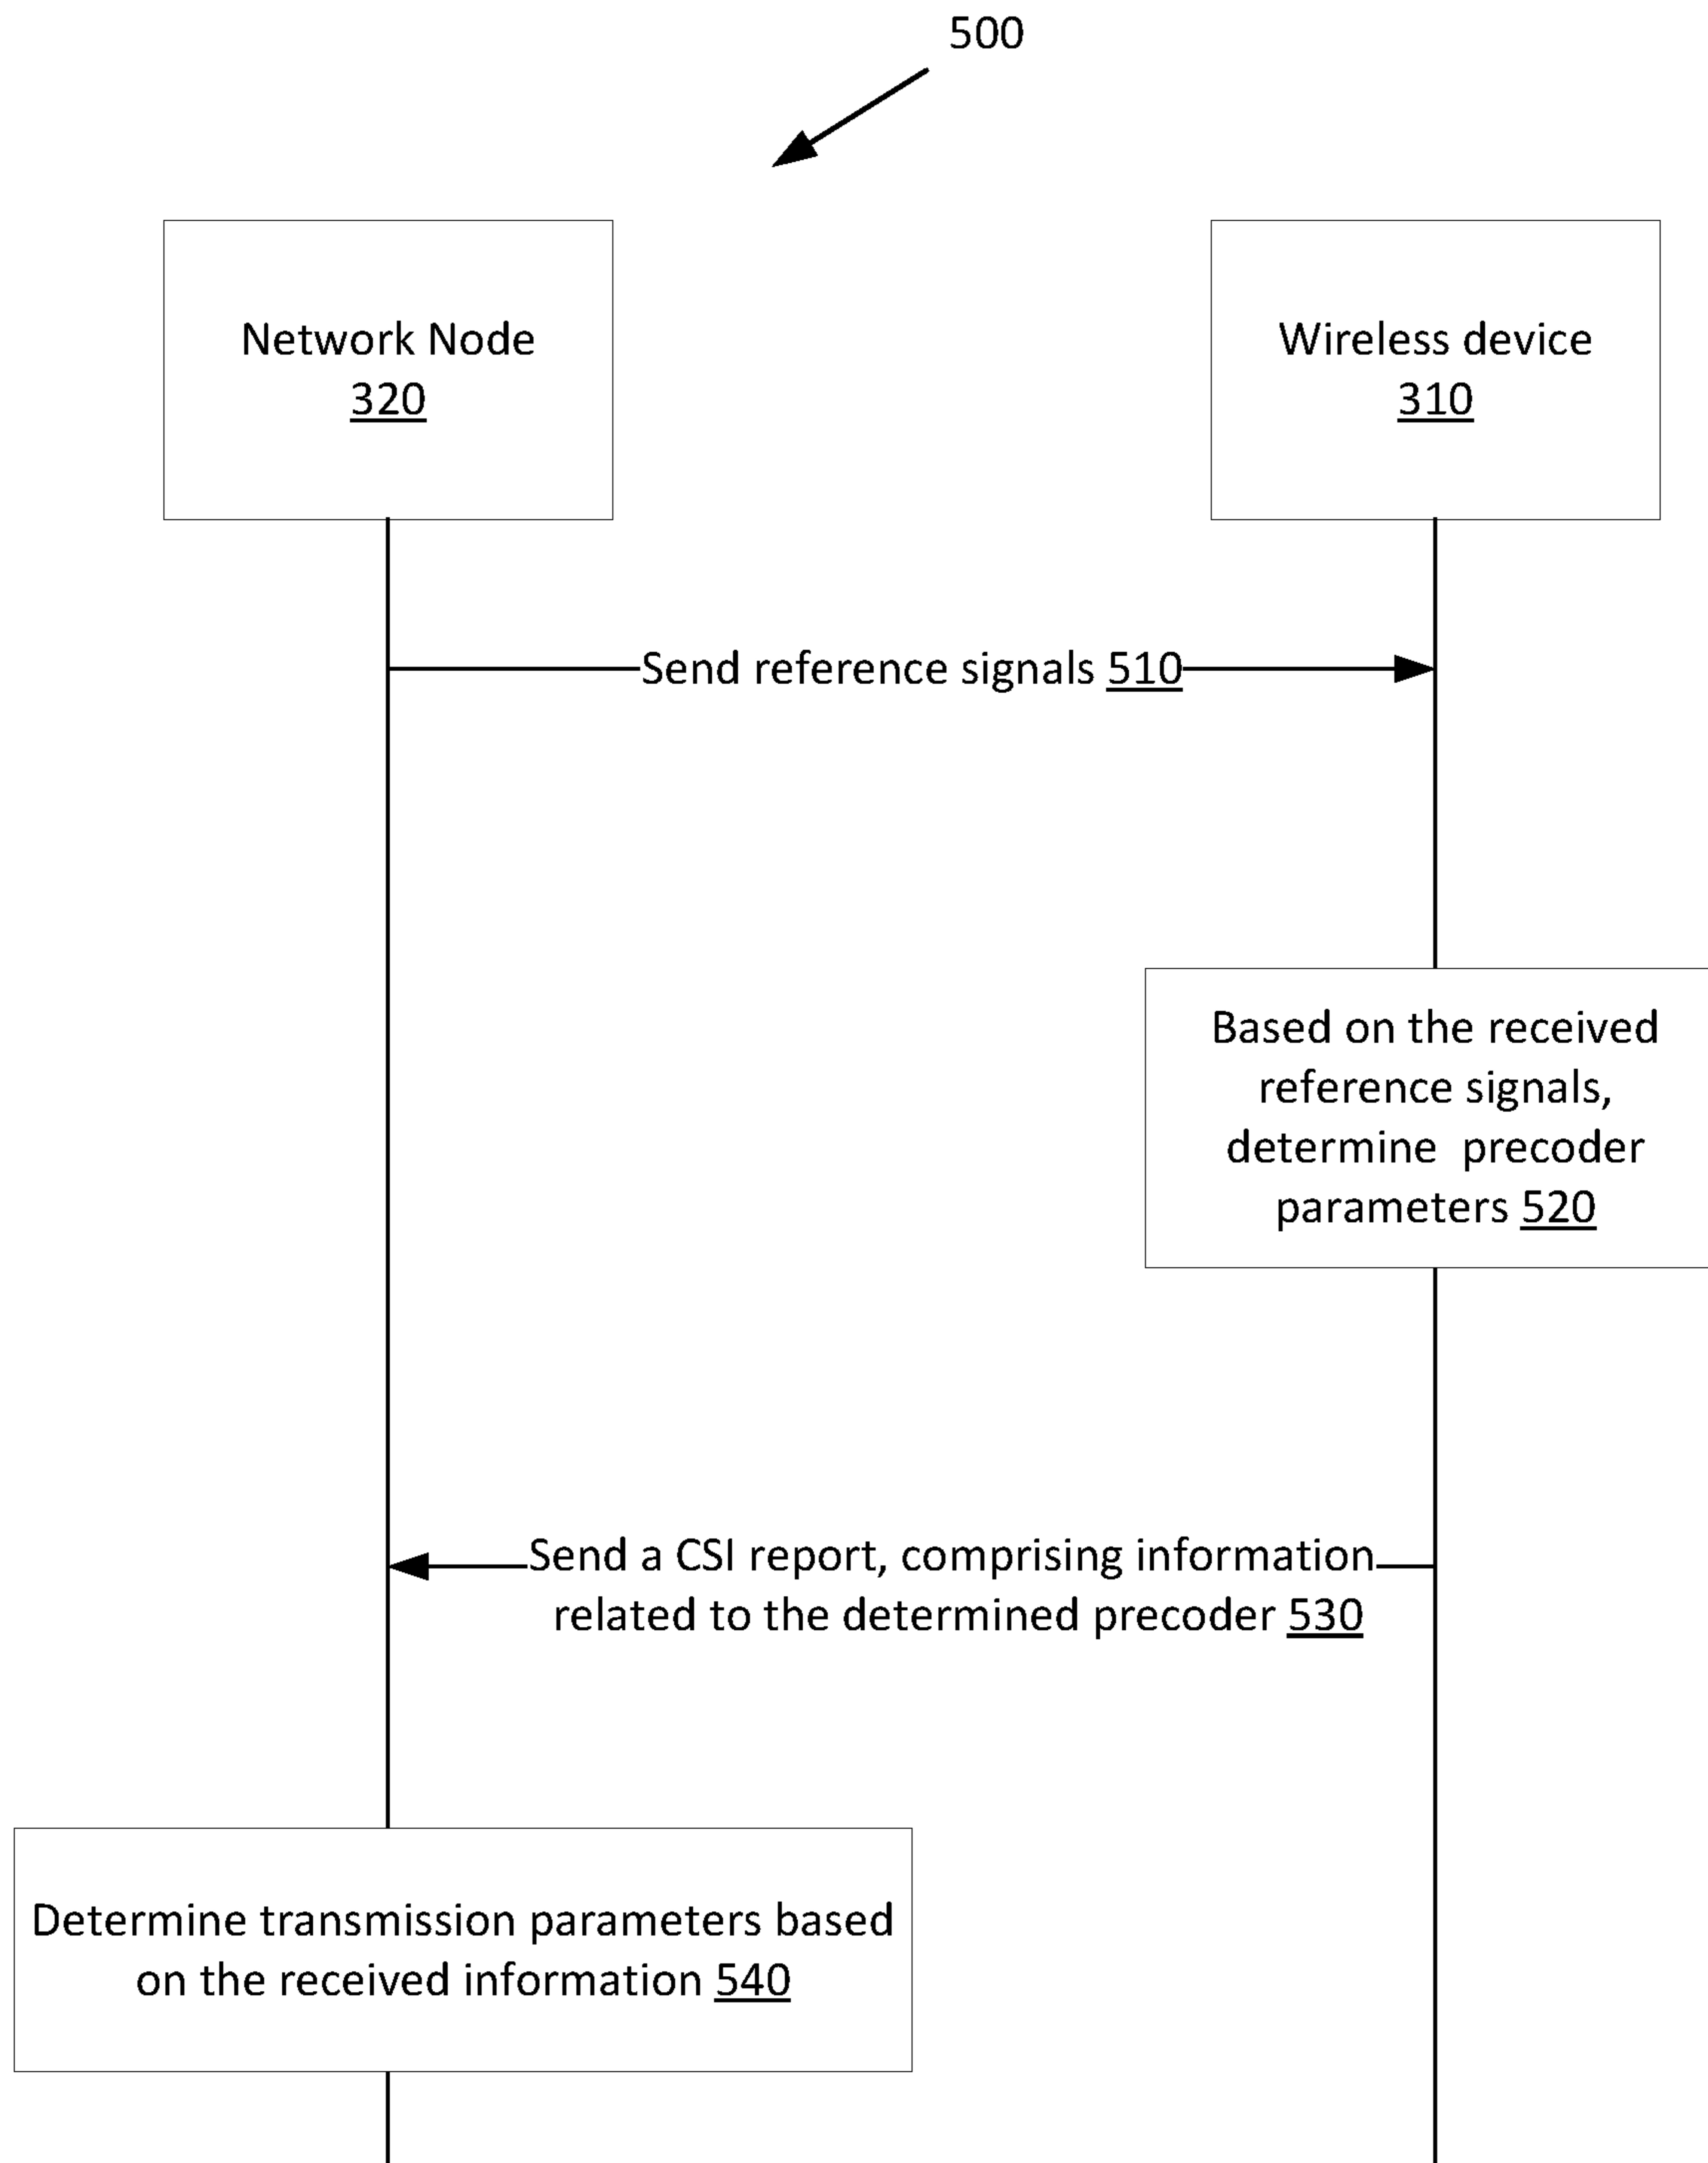 500
Network Node
320
Wireless device
310
Send reference signals 510
Based on the received
reference signals,
determine precoder
parameters 520
Send a CSI report, comprising information
related to the determined precoder 530
Determine transmission parameters based
on the received information 540